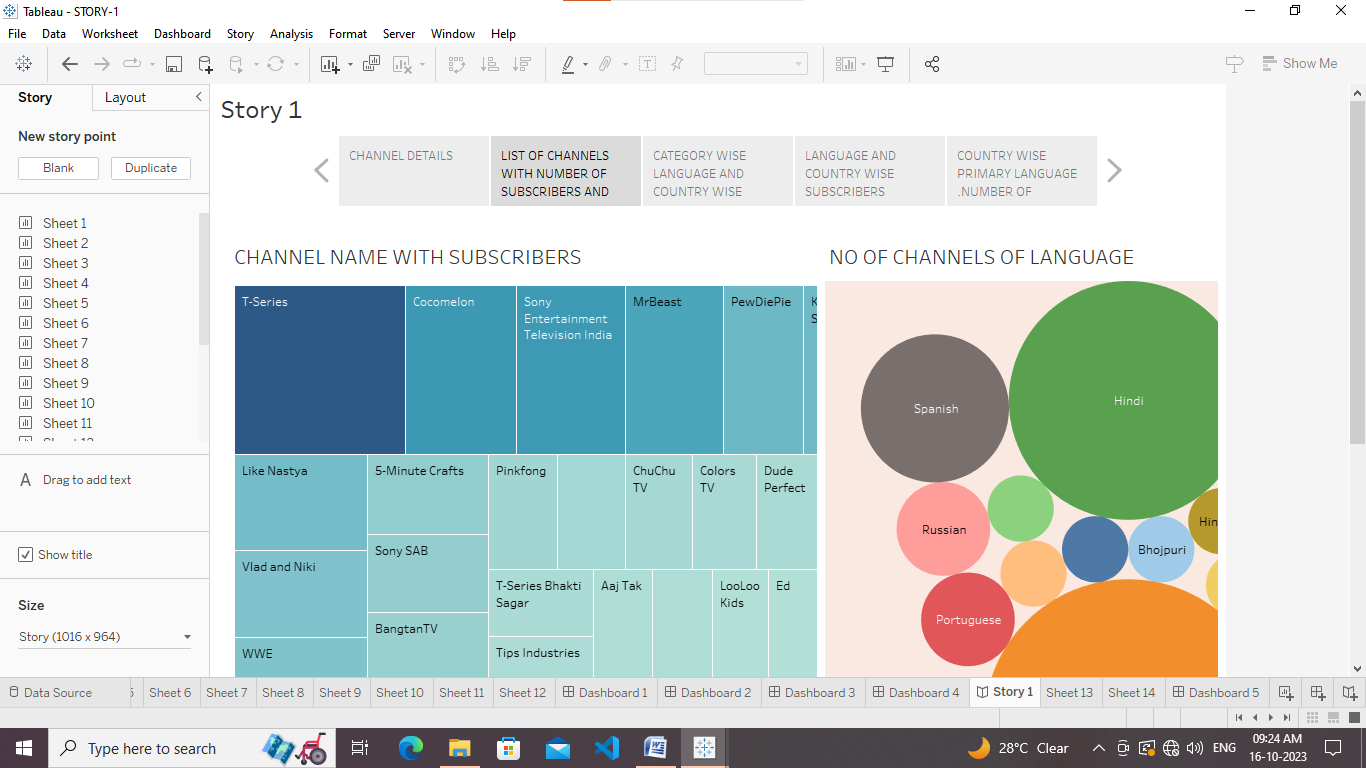 Tableau - STORY-1
File Data Worksheet Dashboard Story Analysis Format Server Window Help
Show Me
Story Layout
New story point
Blank Duplicate
Sheet 1
Sheet 2
Sheet 3
Sheet 4
Sheet 5
Sheet 6
Sheet 7
Sheet 8
Sheet 9
Sheet 10
Sheet 11
A Drag to add text
Show title
Size
Story (1016 x 964)
Story 1
CHANNEL DETAILS
LIST OF CHANNELS
WITH NUMBER OF
SUBSCRIBERS AND
CATEGORY WISE
LANGUAGE AND
COUNTRY WISE
LANGUAGE AND
COUNTRY WISE
SUBSCRIBERS
COUNTRY WISE
PRIMARY LANGUAGE
.NUMBER OF
CHANNEL NAME WITH SUBSCRIBERS
T-Series
Cocomelon
Sony
Entertainment
Television India
MrBeast
PewDiePie
K
S
Like Nastya
5-Minute Crafts
Pinkfong
ChuChu
TV
Colors
TV
Dude
Perfect
Sony SAB
Vlad and Niki
T-Series Bhakti
Sagar
Aaj Tak
LooLoo
Kids
Ed
BangtanTV
WWE
Tips Industries
NO OF CHANNELS OF LANGUAGE
Hindi
Spanish
Russian
Hin
Bhojpuri
Portuguese
Data Source Sheet 6 Sheet 7 Sheet 8 Sheet 9 Sheet 10 Sheet 11 Sheet 12 Dashboard 1 Dashboard 2 Dashboard 3 Dashboard 4 Story 1 Sheet 13 Sheet 14 Dashboard 5
Type here to search
28°C Clear
ENG
09:24 AM
16-10-2023